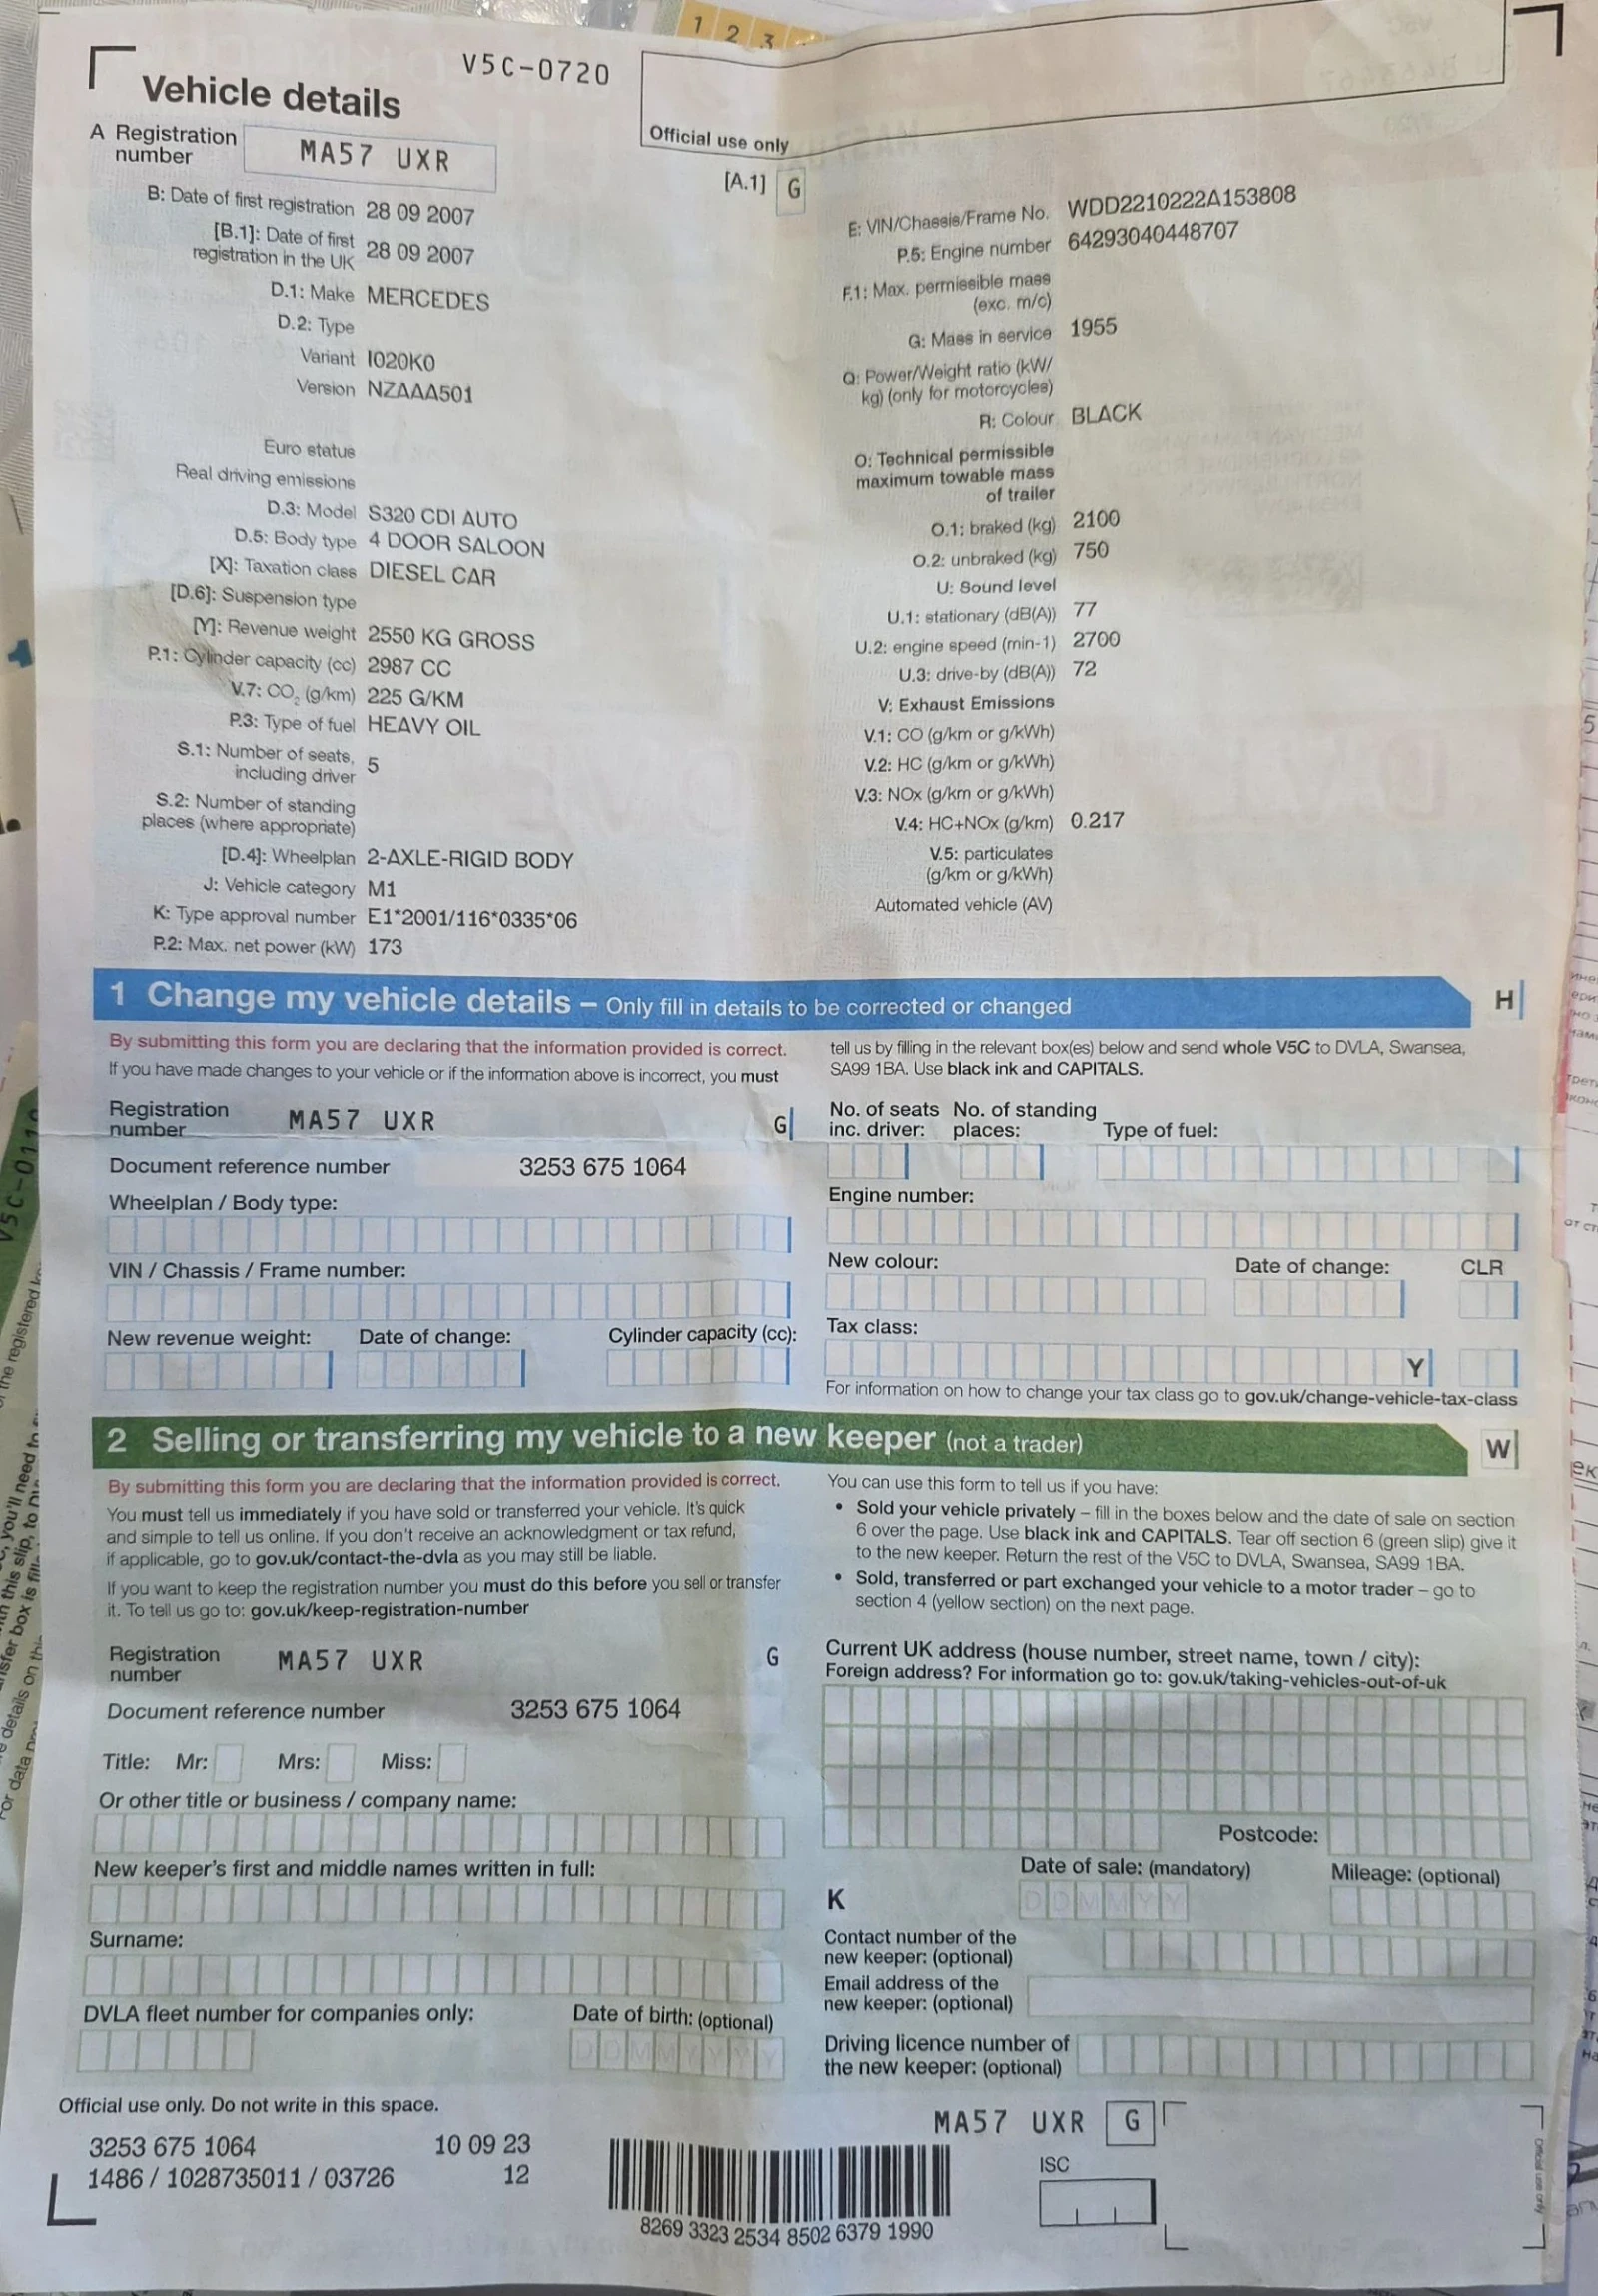 1 2 3
V5C-0720
Vehicle details
Official use only
A Registration number MA57 UXR
[A.1] G
B: Date of first registration 28 09 2007
[B.1]: Date of first registration in the UK 28 09 2007
D.1: Make MERCEDES
D.2: Type
Variant I020K0
Version NZAAA501
Euro status
Real driving emissions
D.3: Model S320 CDI AUTO
D.5: Body type 4 DOOR SALOON
[X]: Taxation class DIESEL CAR
[D.6]: Suspension type
[Y]: Revenue weight 2550 KG GROSS
P.1: Cylinder capacity (cc) 2987 CC
V.7: CO₂ (g/km) 225 G/KM
P.3: Type of fuel HEAVY OIL
S.1: Number of seats, including driver 5
S.2: Number of standing places (where appropriate)
[D.4]: Wheelplan 2-AXLE-RIGID BODY
J: Vehicle category M1
K: Type approval number E1*2001/116*0335*06
P.2: Max. net power (kW) 173
E: VIN/Chassis/Frame No. WDD2210222A153808
P.5: Engine number 64293040448707
F.1: Max. permissible mass (exc. m/c)
G: Mass in service 1955
Q: Power/Weight ratio (kW/kg) (only for motorcycles)
R: Colour BLACK
O: Technical permissible maximum towable mass of trailer
O.1: braked (kg) 2100
O.2: unbraked (kg) 750
U: Sound level
U.1: stationary (dB(A)) 77
U.2: engine speed (min-1) 2700
U.3: drive-by (dB(A)) 72
V: Exhaust Emissions
V.1: CO (g/km or g/kWh)
V.2: HC (g/km or g/kWh)
V.3: NOx (g/km or g/kWh)
V.4: HC+NOx (g/km) 0.217
V.5: particulates (g/km or g/kWh)
Automated vehicle (AV)
1 Change my vehicle details – Only fill in details to be corrected or changed
H
By submitting this form you are declaring that the information provided is correct.
If you have made changes to your vehicle or if the information above is incorrect, you must
tell us by filling in the relevant box(es) below and send whole V5C to DVLA, Swansea,
SA99 1BA. Use black ink and CAPITALS.
Registration number MA57 UXR G
Document reference number 3253 675 1064
Wheelplan / Body type:
VIN / Chassis / Frame number:
New revenue weight: Date of change: Cylinder capacity (cc):
No. of seats inc. driver: No. of standing places: Type of fuel:
Engine number:
New colour: Date of change: CLR
Tax class:
Y
For information on how to change your tax class go to gov.uk/change-vehicle-tax-class
2 Selling or transferring my vehicle to a new keeper (not a trader)
W
By submitting this form you are declaring that the information provided is correct.
You must tell us immediately if you have sold or transferred your vehicle. It's quick
and simple to tell us online. If you don't receive an acknowledgment or tax refund,
if applicable, go to gov.uk/contact-the-dvla as you may still be liable.
If you want to keep the registration number you must do this before you sell or transfer
it. To tell us go to: gov.uk/keep-registration-number
You can use this form to tell us if you have:
• Sold your vehicle privately – fill in the boxes below and the date of sale on section
6 over the page. Use black ink and CAPITALS. Tear off section 6 (green slip) give it
to the new keeper. Return the rest of the V5C to DVLA, Swansea, SA99 1BA.
• Sold, transferred or part exchanged your vehicle to a motor trader – go to
section 4 (yellow section) on the next page.
Registration number MA57 UXR G
Document reference number 3253 675 1064
Title: Mr: Mrs: Miss:
Or other title or business / company name:
New keeper's first and middle names written in full:
Surname:
DVLA fleet number for companies only: Date of birth: (optional)
D D M M Y Y Y Y
Current UK address (house number, street name, town / city):
Foreign address? For information go to: gov.uk/taking-vehicles-out-of-uk
Postcode:
Date of sale: (mandatory) Mileage: (optional)
K D D M M Y Y
Contact number of the new keeper: (optional)
Email address of the new keeper: (optional)
Driving licence number of the new keeper: (optional)
Official use only. Do not write in this space.
3253 675 1064 10 09 23
1486 / 1028735011 / 03726 12
8269 3323 2534 8502 6379 1990
MA57 UXR G
ISC
Official use only